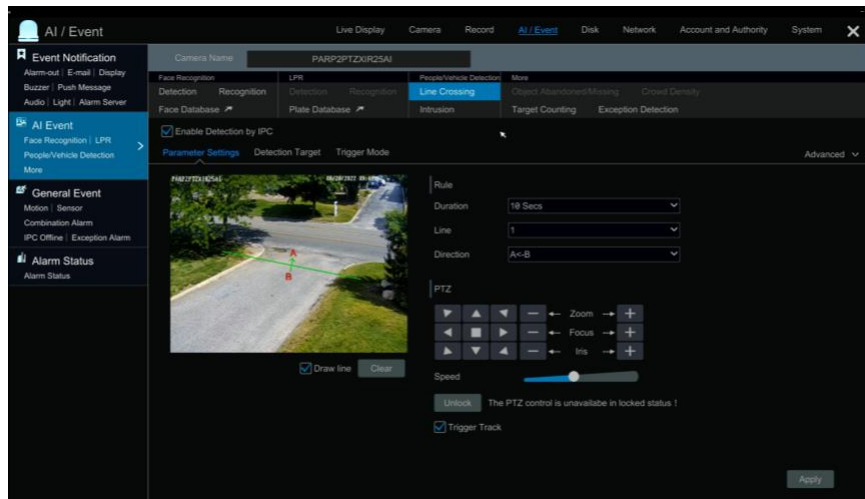 AI / Event
Live Display Camera Record AI / Event Disk Network Account and Authority System
Event Notification
Alarm-out | E-mail | Display
Buzzer | Push Message
Audio | Light | Alarm Server
AI Event
Face Recognition | LPR
People/Vehicle Detection
More
General Event
Motion | Sensor
Combination Alarm
IPC Offline | Exception Alarm
Alarm Status
Alarm Status
Camera Name PARP2PTZXIR25AI
Face Recognition LPR People/Vehicle Detection More
Detection Recognition Detection Recognition Line Crossing Object Abandoned/Missing Crowd Density
Face Database Plate Database Intrusion Target Counting Exception Detection
Enable Detection by IPC
Parameter Settings Detection Target Trigger Mode Advanced
PARP2PTZXIR25AI
A
B
Draw line Clear
Rule
Duration 10 Secs
Line 1
Direction A<-B
PTZ
Zoom
Focus
Iris
Speed
Unlock The PTZ control is unavailabe in locked status !
Trigger Track
Apply